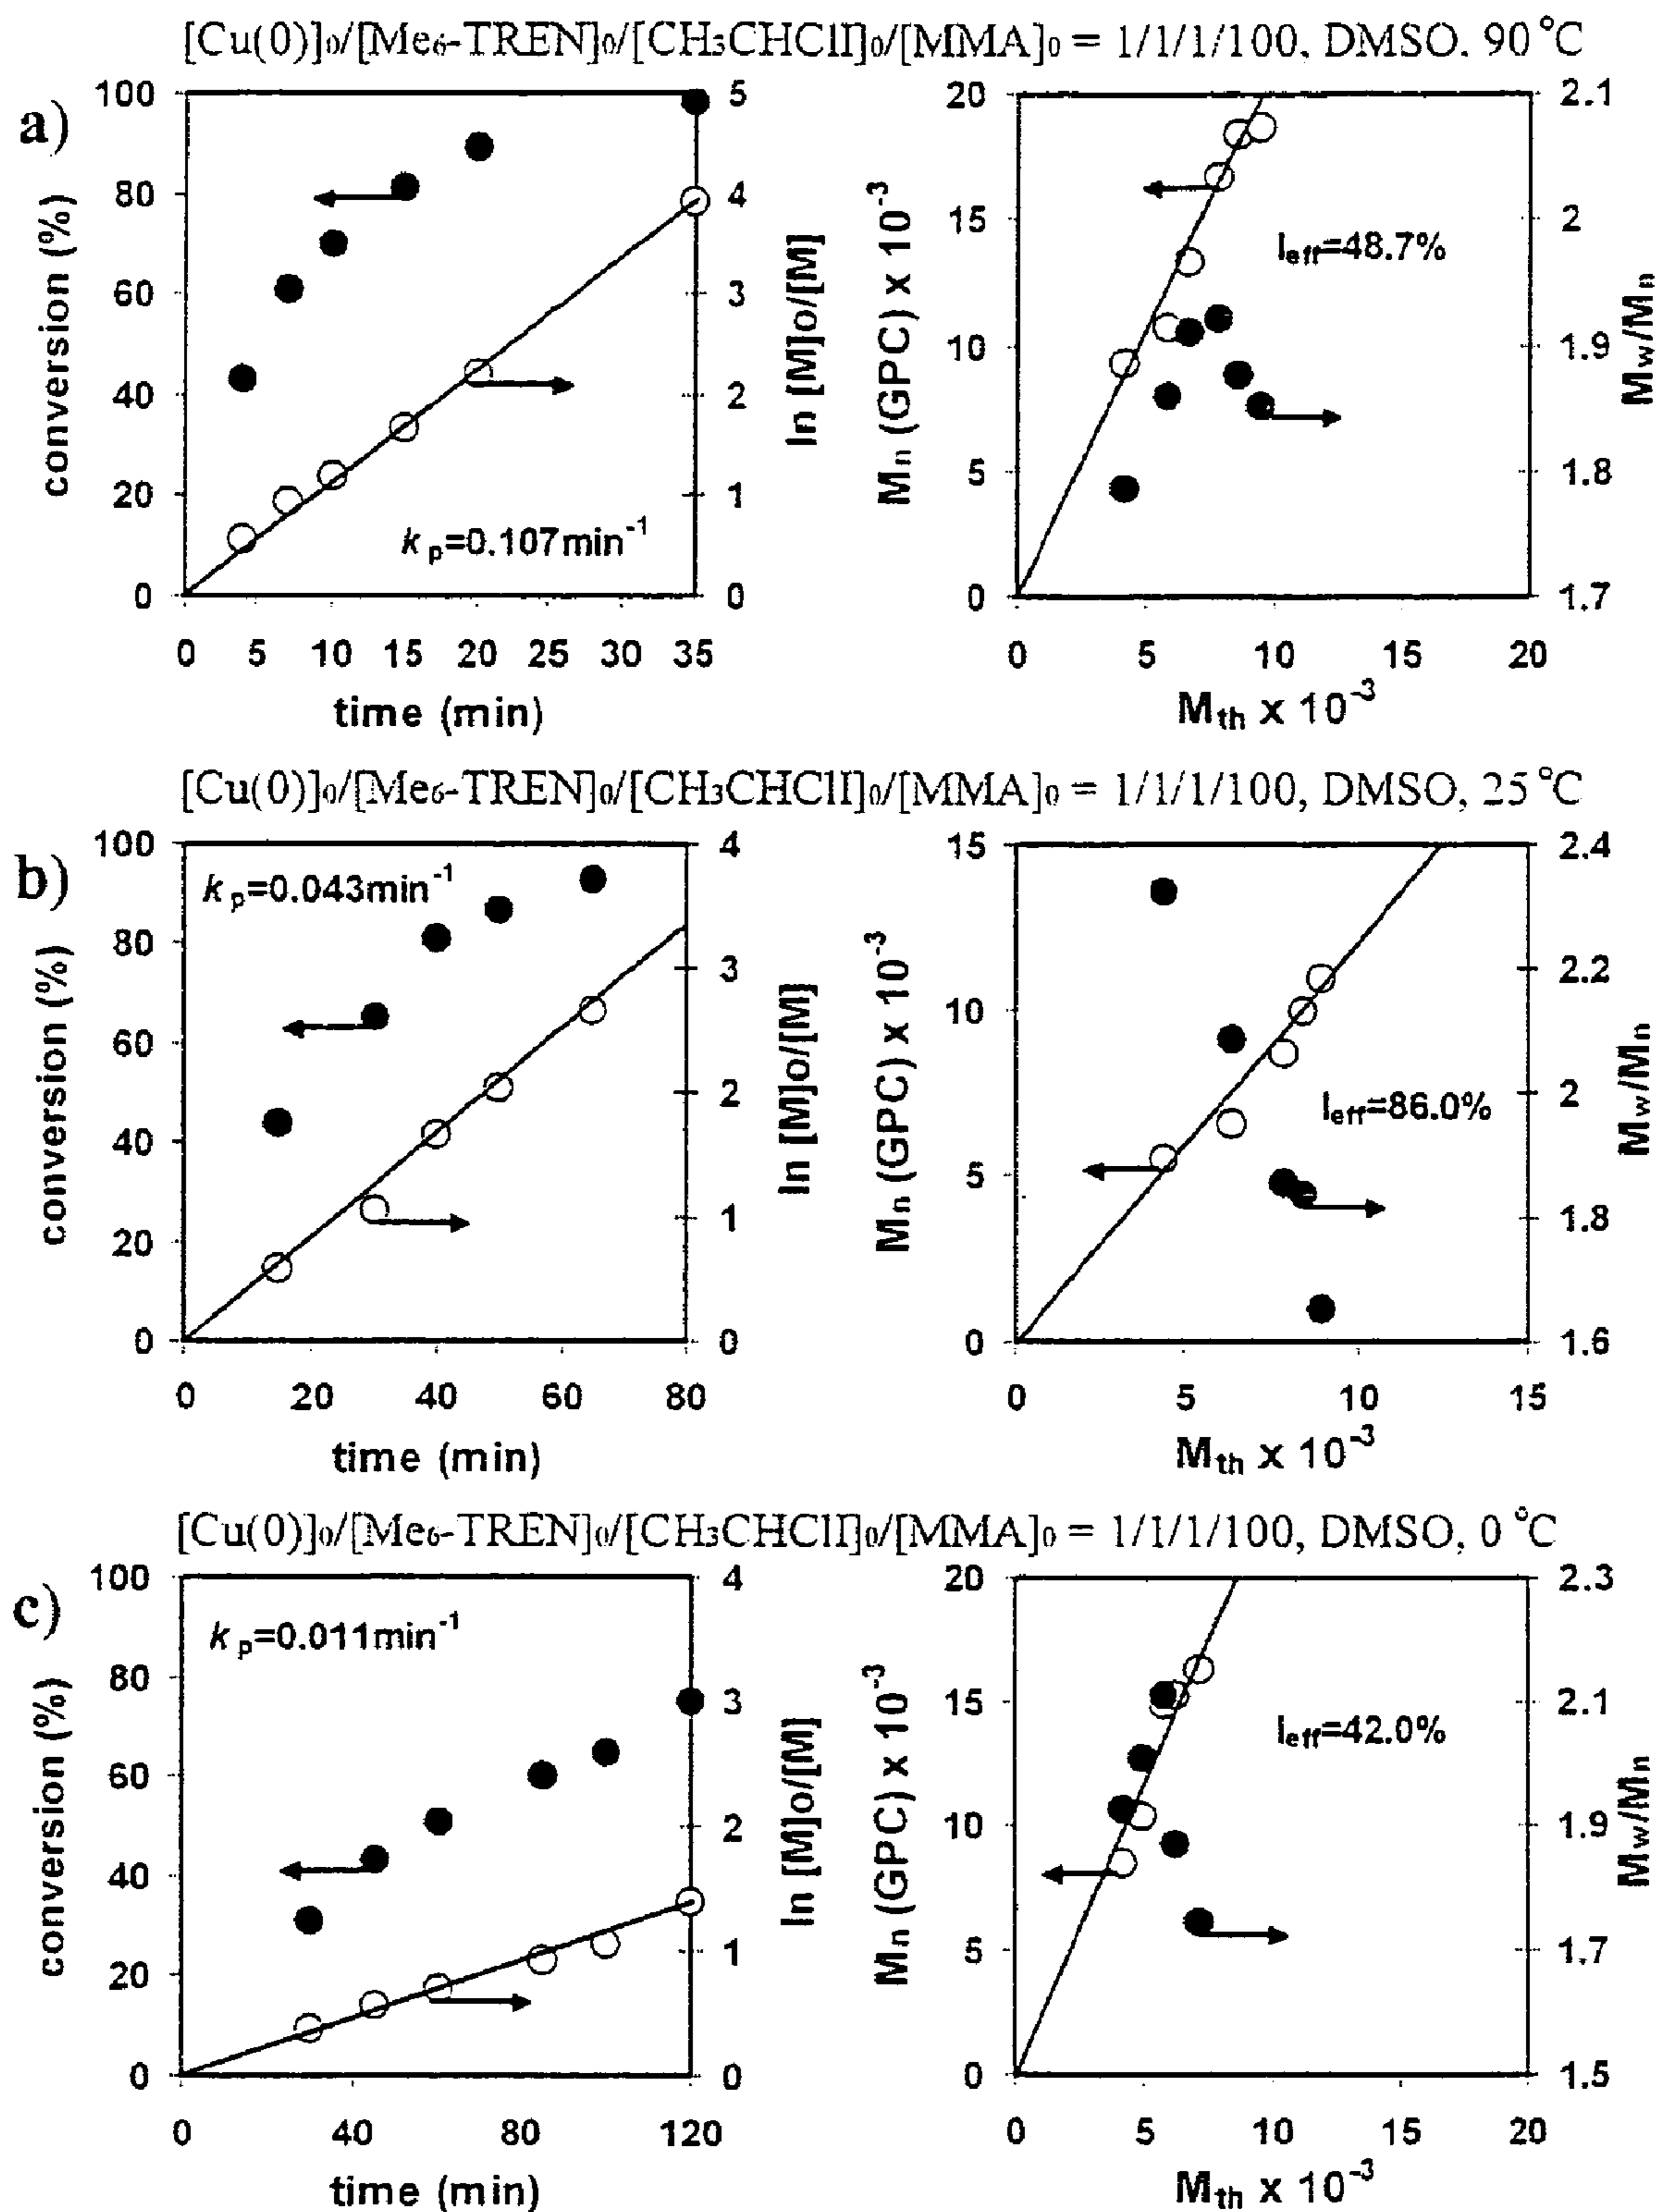 [Cu(0)]₀/[Me₆-TREN]₀/[CH₃CHClI]₀/[MMA]₀ = 1/1/1/100, DMSO. 90 °C
a)
conversion (%)
100
80
60
40
20
0
5
4
3
2
1
0
ln [M]o/[M]
kp=0.107min⁻¹
0 5 10 15 20 25 30 35
time (min)
Mn (GPC) x 10⁻³
20
15
10
5
0
2.1
2
1.9
1.8
1.7
Mw/Mn
Ieff=48.7%
0 5 10 15 20
Mth x 10⁻³
[Cu(0)]₀/[Me₆-TREN]₀/[CH₃CHClI]₀/[MMA]₀ = 1/1/1/100, DMSO, 25 °C
b)
conversion (%)
100
80
60
40
20
0
4
3
2
1
0
ln [M]o/[M]
kp=0.043min⁻¹
0 20 40 60 80
time (min)
Mn (GPC) x 10⁻³
15
10
5
0
2.4
2.2
2
1.8
1.6
Mw/Mn
Ieff=86.0%
0 5 10 15
Mth x 10⁻³
[Cu(0)]₀/[Me₆-TREN]₀/[CH₃CHClI]₀/[MMA]₀ = 1/1/1/100, DMSO, 0 °C
c)
conversion (%)
100
80
60
40
20
0
4
3
2
1
0
ln [M]o/[M]
kp=0.011min⁻¹
0 40 80 120
time (min)
Mn (GPC) x 10⁻³
20
15
10
5
0
2.3
2.1
1.9
1.7
1.5
Mw/Mn
Ieff=42.0%
0 5 10 15 20
Mth x 10⁻³